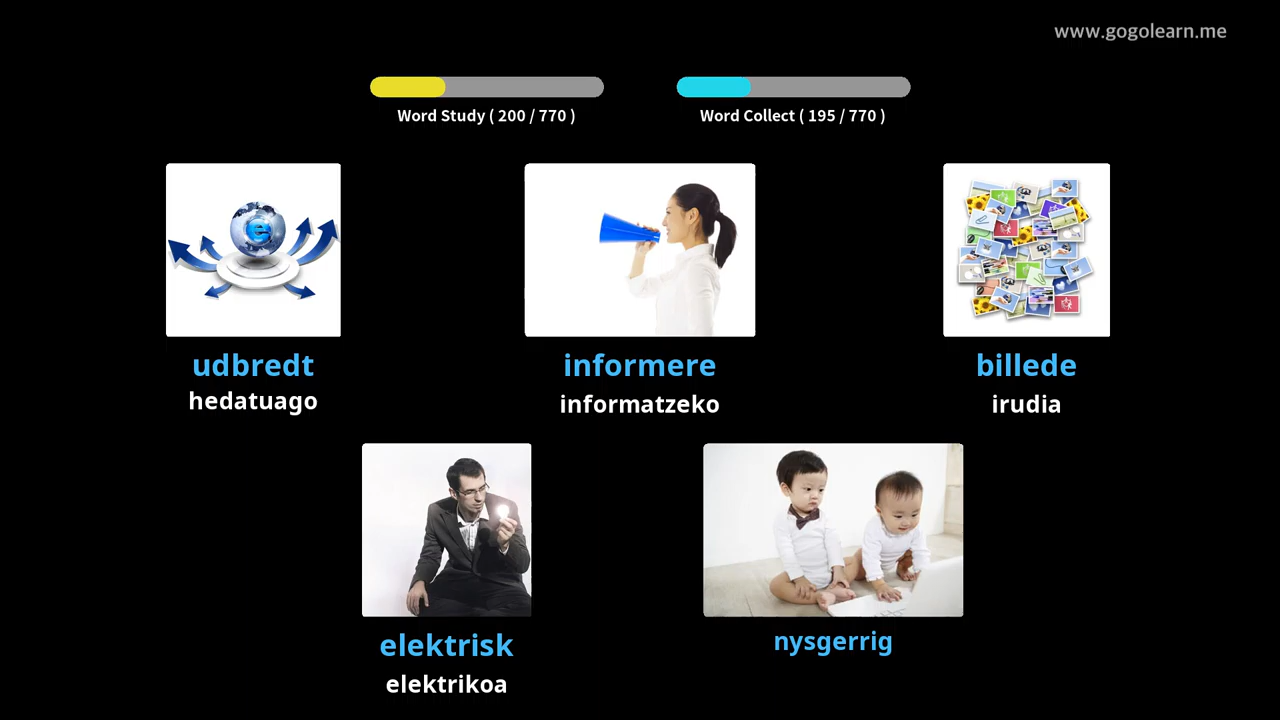 www.gogolearn.me
Word Study ( 200 / 770 )
Word Collect ( 195 / 770 )
udbredt
hedatuago
informere
informatzeko
billede
irudia
elektrisk
elektrikoa
nysgerrig